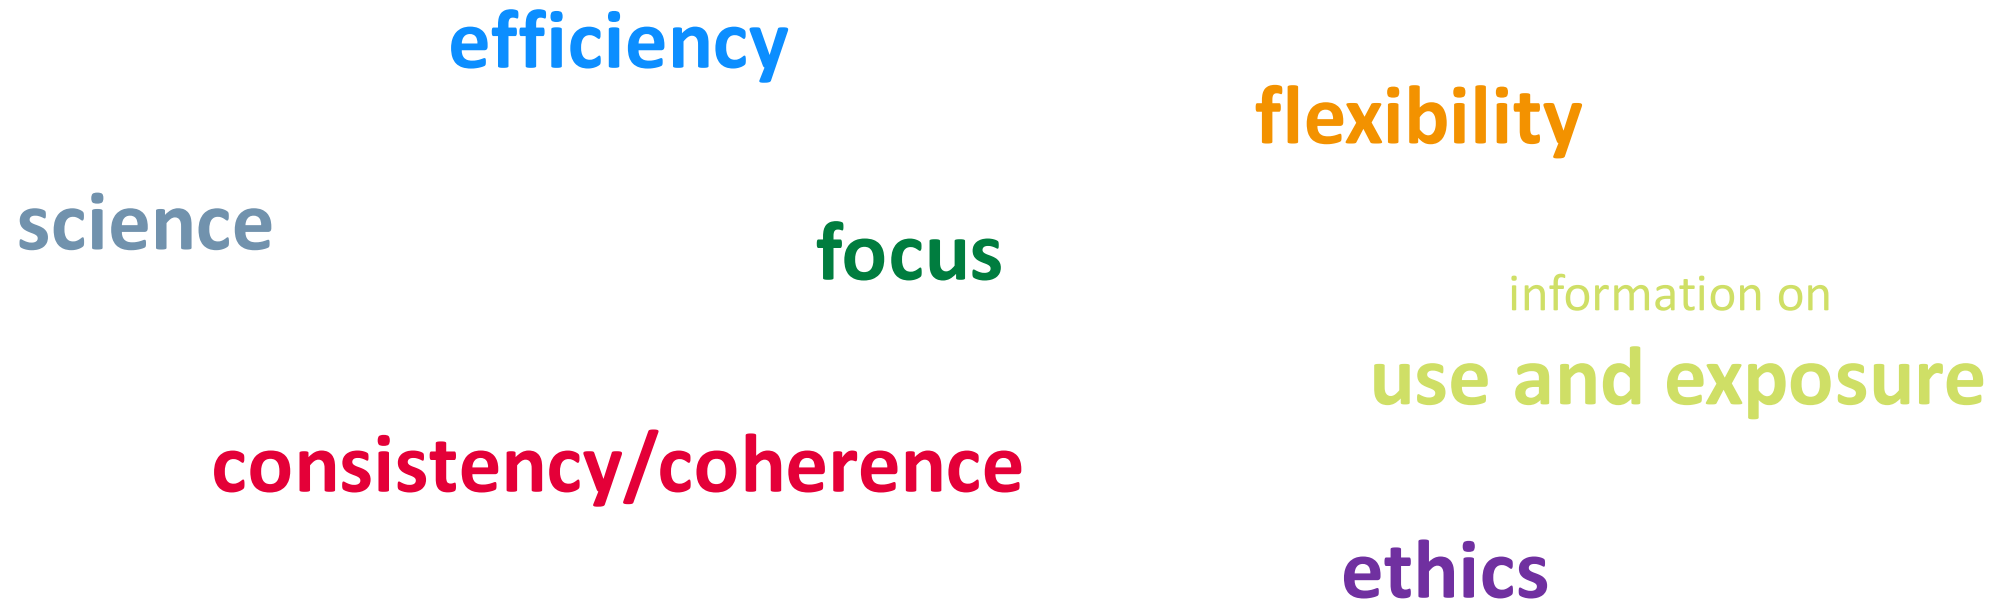 efficiency
flexibility
science
focus
information on
use and exposure
consistency/coherence
ethics